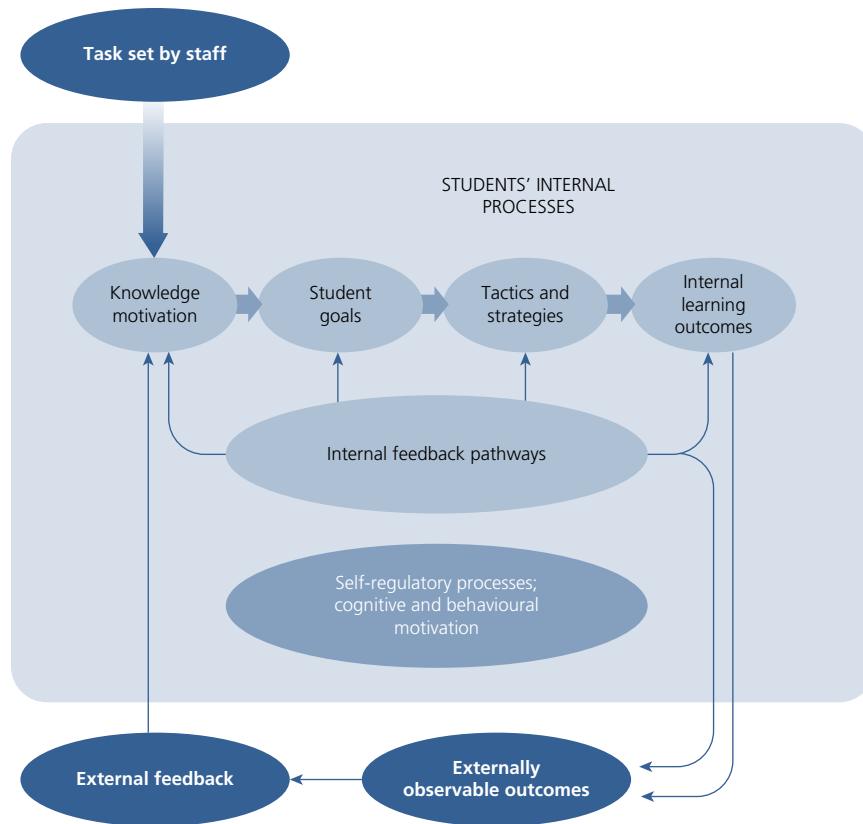 Task set by staff
STUDENTS’ INTERNAL
PROCESSES
Knowledge
motivation
Student
goals
Tactics and
strategies
Internal
learning
outcomes
Internal feedback pathways
Self-regulatory processes;
cognitive and behavioural
motivation
External feedback
Externally
observable outcomes